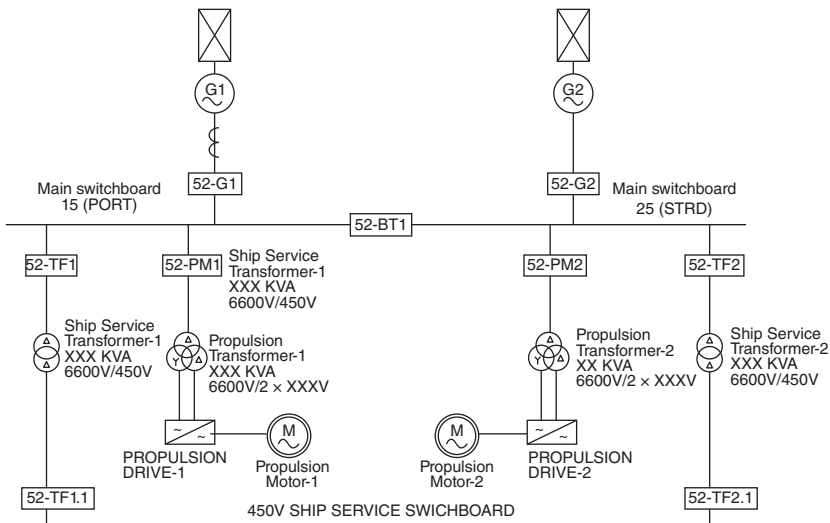 G1
G2
52-G1
52-G2
Main switchboard
15 (PORT)
Main switchboard
25 (STRD)
52-BT1
52-TF1
52-PM1
Ship Service
Transformer-1
XXX KVA
6600V/450V
52-PM2
52-TF2
Ship Service
Transformer-1
XXX KVA
6600V/450V
Δ
Δ
Propulsion
Transformer-1
XXX KVA
6600V/2 × XXXV
Δ
Y
Δ
Propulsion
Transformer-2
XX KVA
6600V/2 × XXXV
Δ
Y
Δ
Ship Service
Transformer-2
XXX KVA
6600V/450V
Δ
Δ
~
~
M
M
~
~
PROPULSION
DRIVE-1
Propulsion
Motor-1
Propulsion
Motor-2
PROPULSION
DRIVE-2
52-TF1.1
450V SHIP SERVICE SWICHBOARD
52-TF2.1